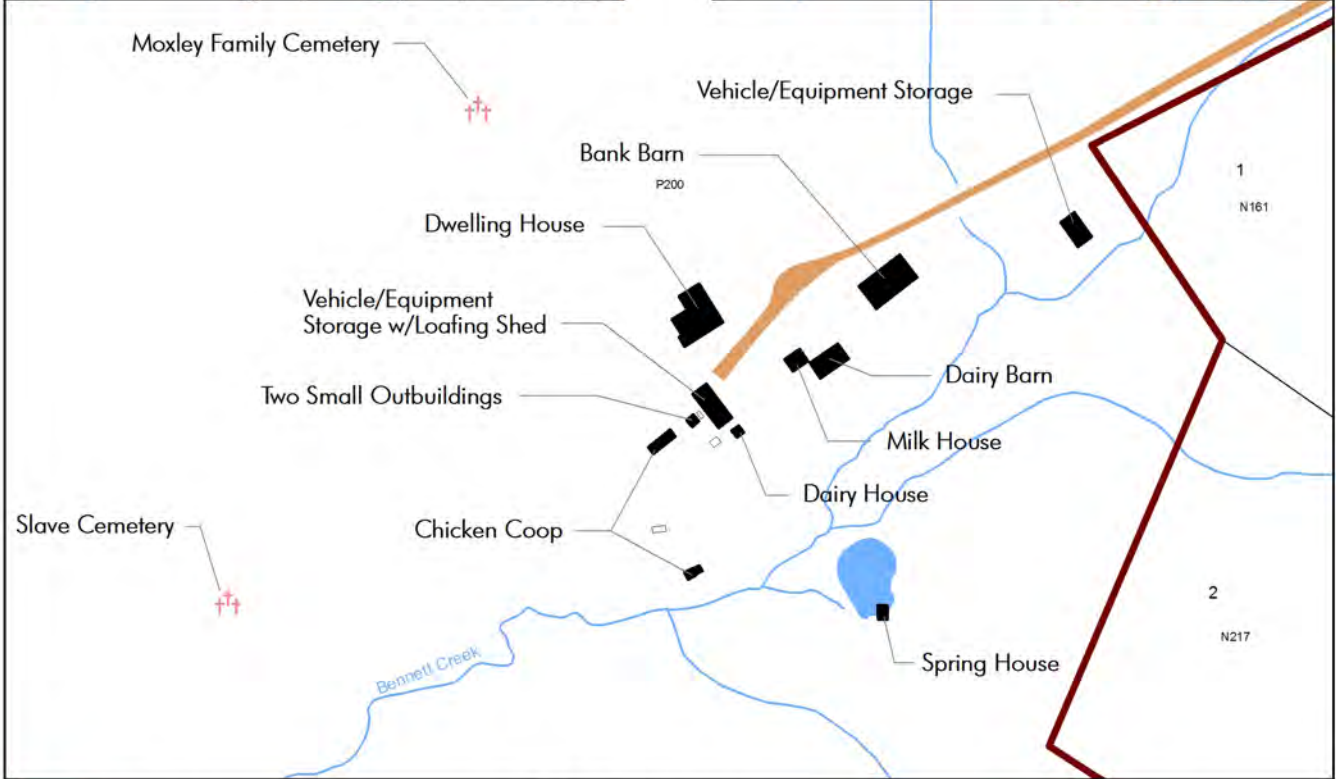 Moxley Family Cemetery
Vehicle/Equipment Storage
Bank Barn
P200
1
N161
Dwelling House
Vehicle/Equipment
Storage w/Loafing Shed
Dairy Barn
Two Small Outbuildings
Milk House
Dairy House
Slave Cemetery
Chicken Coop
2
N217
Spring House
Bennett Creek